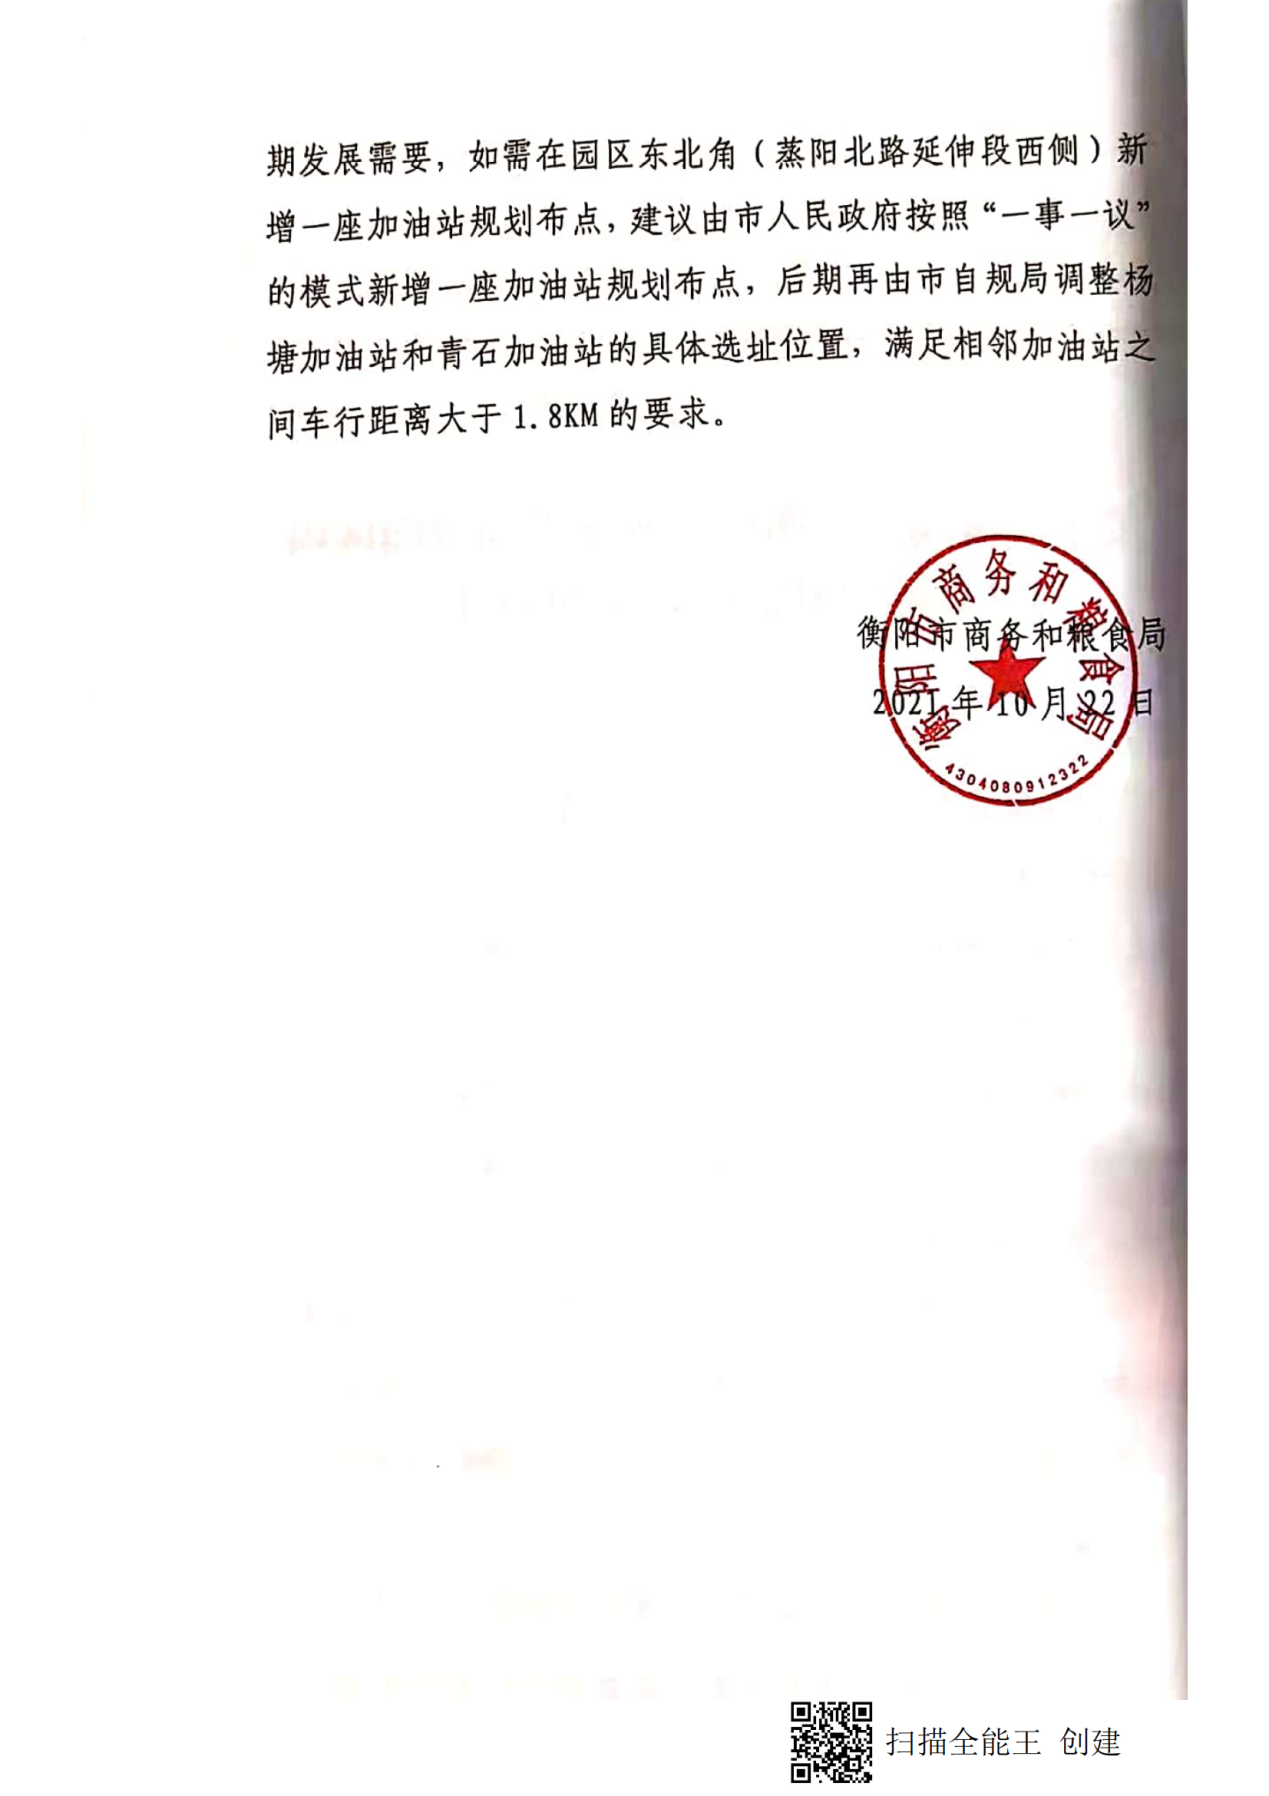 期发展需要，如需在园区东北角（蒸阳北路延伸段西侧）新
增一座加油站规划布点，建议由市人民政府按照“一事一议”
的模式新增一座加油站规划布点，后期再由市自规局调整杨
塘加油站和青石加油站的具体选址位置，满足相邻加油站之
间车行距离大于1.8KM的要求。
衡阳市商务和粮食局
2021年10月22日
衡阳市商务和粮食局
4304080912322
扫描全能王 创建